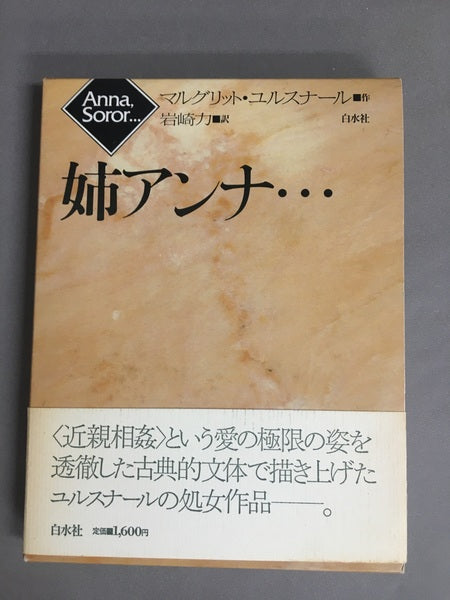 Anna,
Soror...
マルグリット・ユルスナール■作
岩崎力■訳
白水社
姉アンナ・・・
〈近親相姦〉という愛の極限の姿を
透徹した古典的文体で描き上げた
ユルスナールの処女作品——。
白水社 定価■1,600円